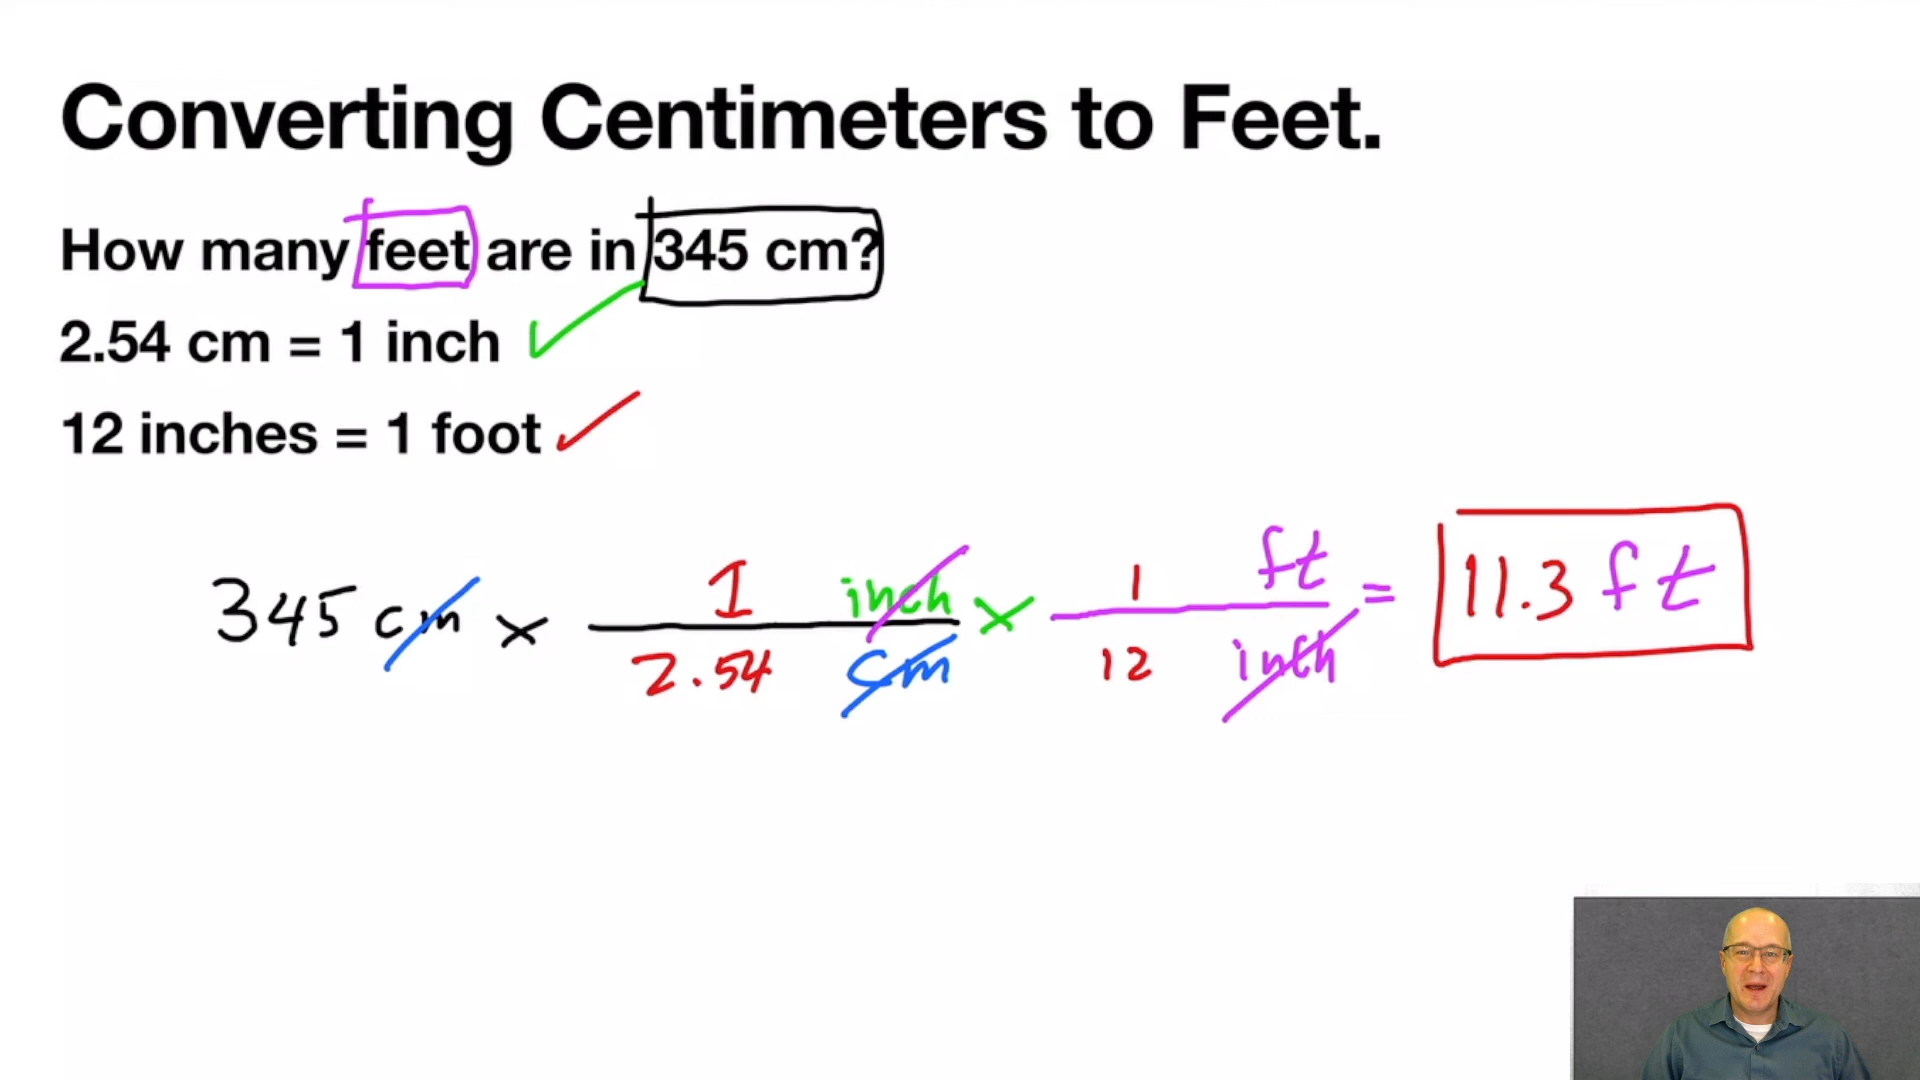 Converting Centimeters to Feet.
How many feet are in 345 cm?
2.54 cm = 1 inch
12 inches = 1 foot
345 cm × 1 inch / 2.54 cm × 1 ft / 12 inch = 11.3 ft